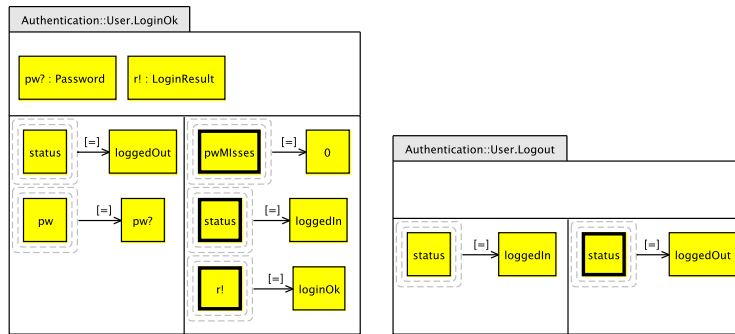 Authentication::User.LoginOk
pw? : Password
r! : LoginResult
status
[=]
loggedOut
pw
[=]
pw?
pwMIsses
[=]
0
status
[=]
loggedIn
r!
[=]
loginOk
Authentication::User.Logout
status
[=]
loggedIn
status
[=]
loggedOut